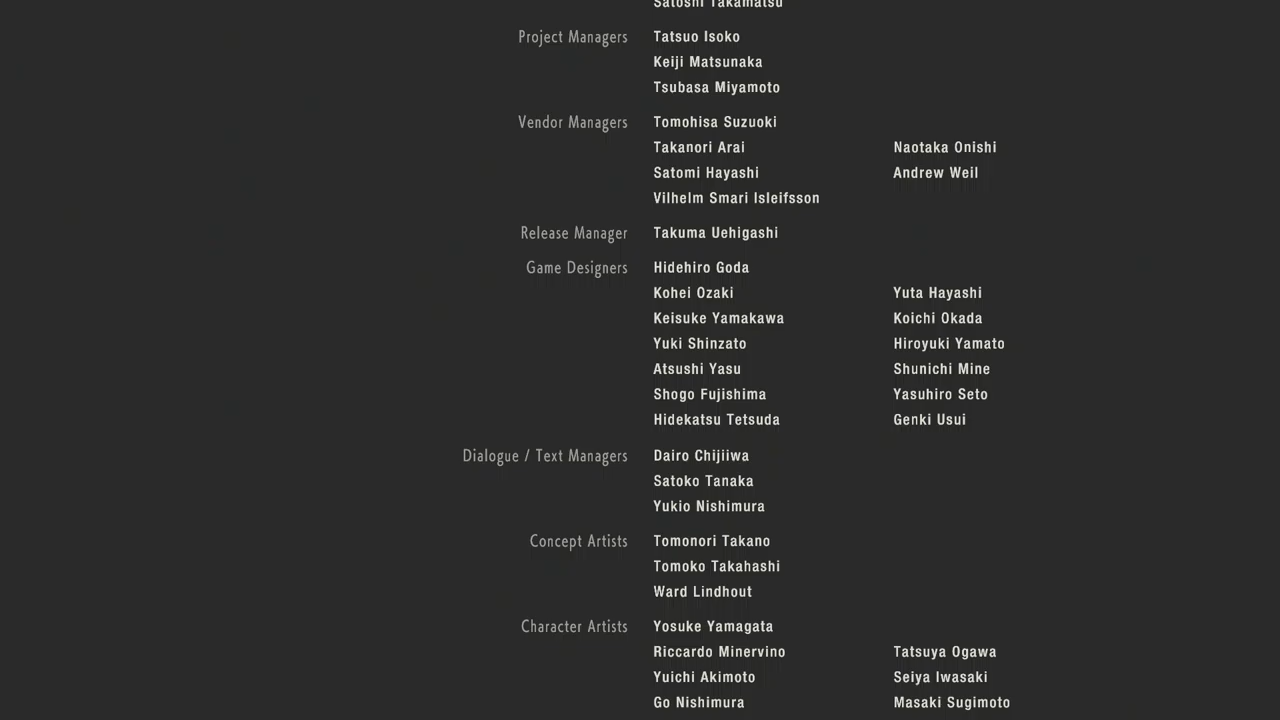 Satoshi Takamatsu
Project Managers Tatsuo Isoko
Keiji Matsunaka
Tsubasa Miyamoto
Vendor Managers Tomohisa Suzuoki
Takanori Arai Naotaka Onishi
Satomi Hayashi Andrew Weil
Vilhelm Smari Isleifsson
Release Manager Takuma Uehigashi
Game Designers Hidehiro Goda
Kohei Ozaki Yuta Hayashi
Keisuke Yamakawa Koichi Okada
Yuki Shinzato Hiroyuki Yamato
Atsushi Yasu Shunichi Mine
Shogo Fujishima Yasuhiro Seto
Hidekatsu Tetsuda Genki Usui
Dialogue / Text Managers Dairo Chijiiwa
Satoko Tanaka
Yukio Nishimura
Concept Artists Tomonori Takano
Tomoko Takahashi
Ward Lindhout
Character Artists Yosuke Yamagata
Riccardo Minervino Tatsuya Ogawa
Yuichi Akimoto Seiya Iwasaki
Go Nishimura Masaki Sugimoto